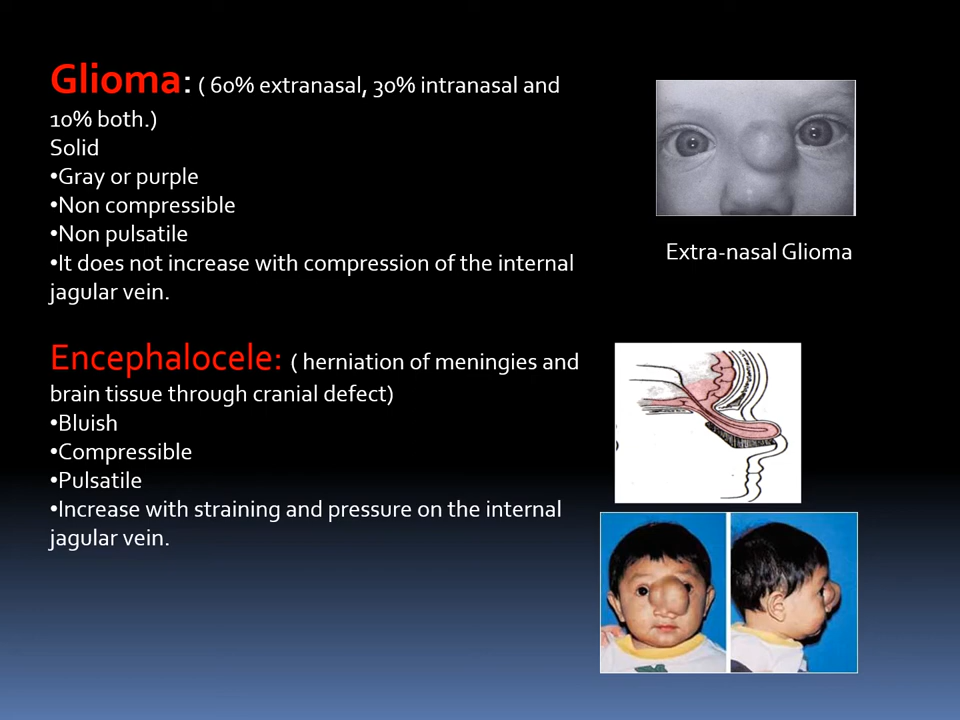 Glioma: ( 60% extranasal, 30% intranasal and
10% both.)
Solid
•Gray or purple
•Non compressible
•Non pulsatile
•It does not increase with compression of the internal
jagular vein.
Extra-nasal Glioma
Encephalocele: ( herniation of meningies and
brain tissue through cranial defect)
•Bluish
•Compressible
•Pulsatile
•Increase with straining and pressure on the internal
jagular vein.